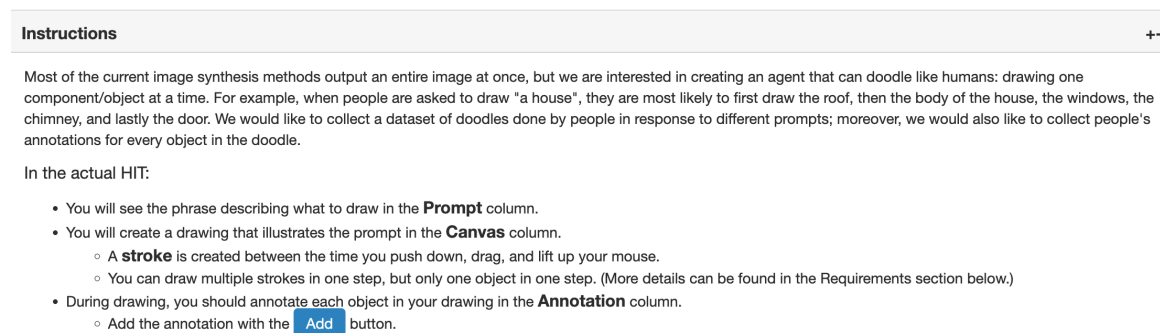 Instructions
Most of the current image synthesis methods output an entire image at once, but we are interested in creating an agent that can doodle like humans: drawing one
component/object at a time. For example, when people are asked to draw "a house", they are most likely to first draw the roof, then the body of the house, the windows, the
chimney, and lastly the door. We would like to collect a dataset of doodles done by people in response to different prompts; moreover, we would also like to collect people's
annotations for every object in the doodle.
In the actual HIT:
• You will see the phrase describing what to draw in the Prompt column.
• You will create a drawing that illustrates the prompt in the Canvas column.
◦ A stroke is created between the time you push down, drag, and lift up your mouse.
◦ You can draw multiple strokes in one step, but only one object in one step. (More details can be found in the Requirements section below.)
• During drawing, you should annotate each object in your drawing in the Annotation column.
◦ Add the annotation with the Add button.